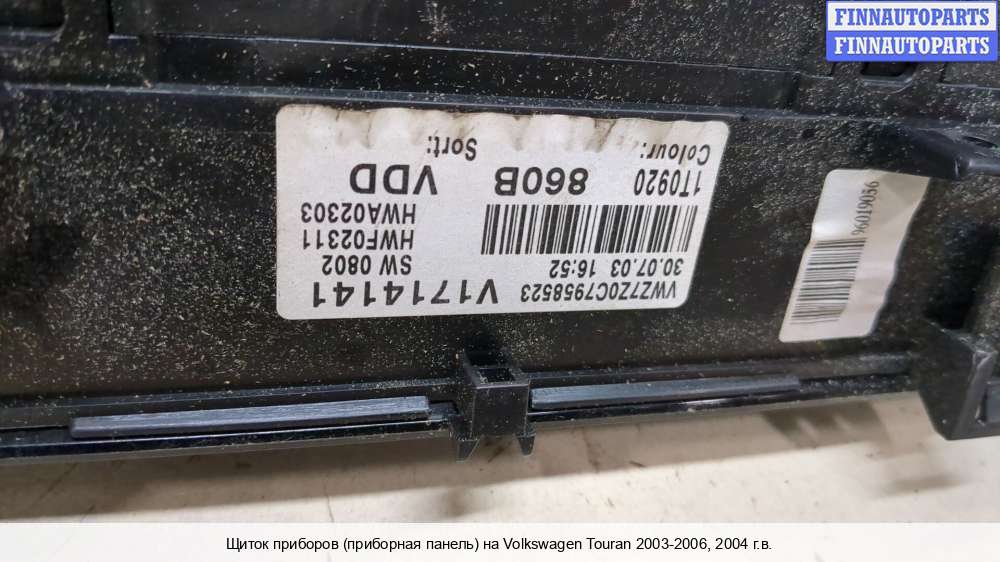 FINNAUTOPARTS
FINNAUTOPARTS
VWZ7Z0C7958523 V1714141
30.07.03 16:52 SW 0802
HWF02311
HWA02303
1T0920 860B VDD
Colour: Sort:
96019056
Щиток приборов (приборная панель) на Volkswagen Touran 2003-2006, 2004 г.в.